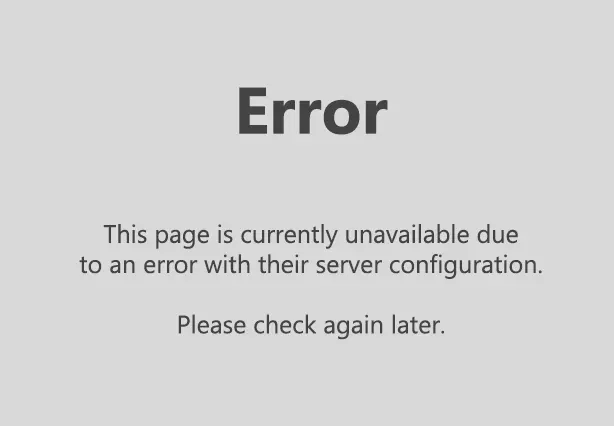 Error
This page is currently unavailable due
to an error with their server configuration.
Please check again later.